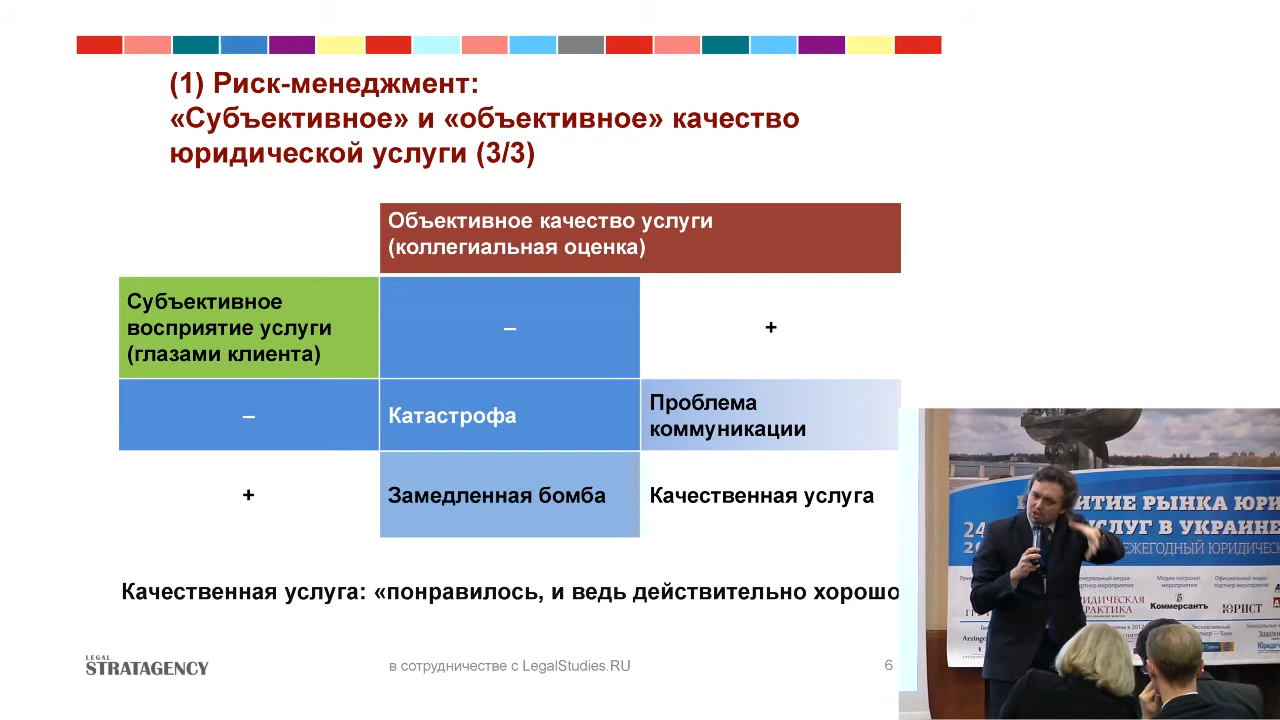 (1) Риск-менеджмент:
«Субъективное» и «объективное» качество
юридической услуги (3/3)
Объективное качество услуги
(коллегиальная оценка)
Субъективное
восприятие услуги
(глазами клиента)
–
+
–
Катастрофа
Проблема
коммуникации
+
Замедленная бомба
Качественная услуга
Качественная услуга: «понравилось, и ведь действительно хорошо
LEGAL
STRATAGENCY
в сотрудничестве с LegalStudies.RU
6
ИТИЕ РЫНКА ЮРИ
24
УСЛУГ В УКРАИНЕ
ЕЖЕГОДНЫЙ ЮРИДИЧЕС
Коммерсантъ
ЮРИСТ
Arzinger